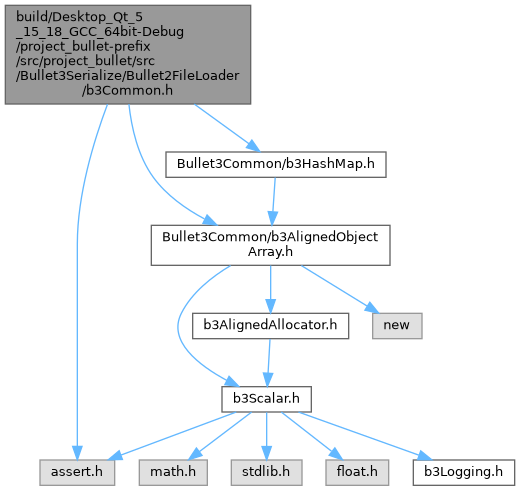 build/Desktop_Qt_5
_15_18_GCC_64bit-Debug
/project_bullet-prefix
/src/project_bullet/src
/Bullet3Serialize/Bullet2FileLoader
/b3Common.h
Bullet3Common/b3HashMap.h
Bullet3Common/b3AlignedObject
Array.h
b3AlignedAllocator.h
new
b3Scalar.h
assert.h
math.h
stdlib.h
float.h
b3Logging.h